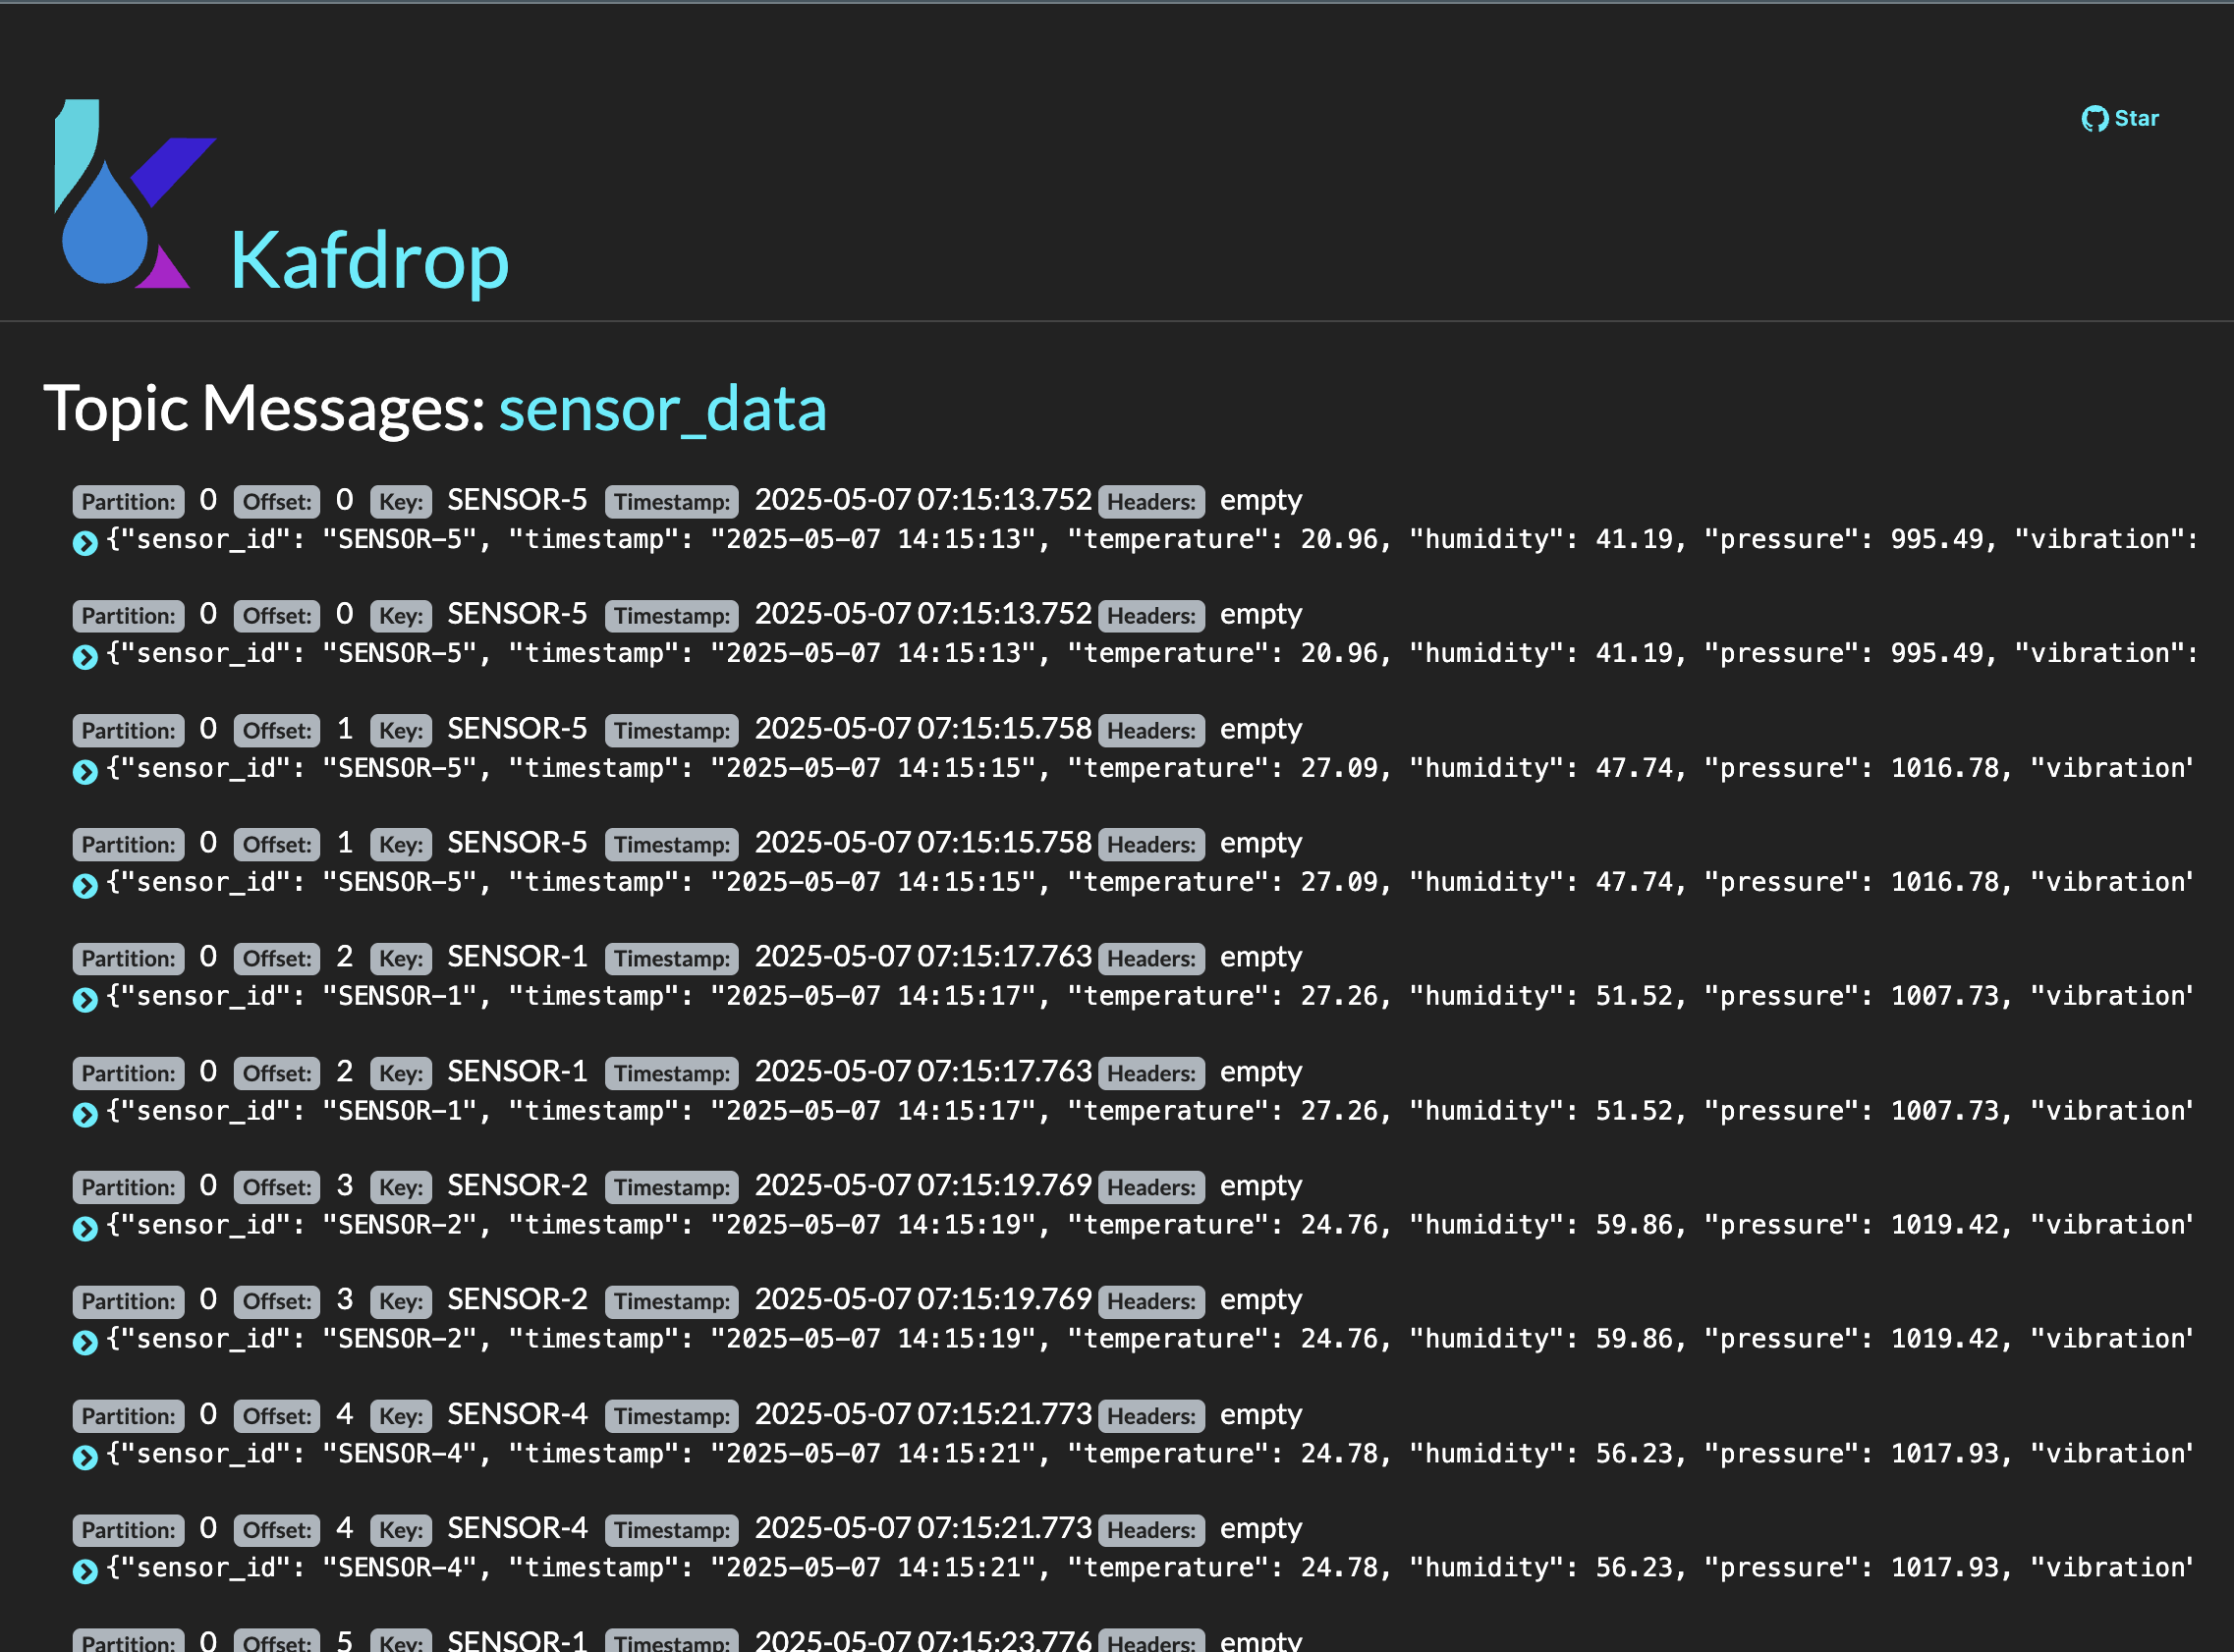 Star
Kafdrop
Topic Messages: sensor_data
Partition: 0 Offset: 0 Key: SENSOR-5 Timestamp: 2025-05-07 07:15:13.752 Headers: empty
{"sensor_id": "SENSOR-5", "timestamp": "2025-05-07 14:15:13", "temperature": 20.96, "humidity": 41.19, "pressure": 995.49, "vibration":
Partition: 0 Offset: 0 Key: SENSOR-5 Timestamp: 2025-05-07 07:15:13.752 Headers: empty
{"sensor_id": "SENSOR-5", "timestamp": "2025-05-07 14:15:13", "temperature": 20.96, "humidity": 41.19, "pressure": 995.49, "vibration":
Partition: 0 Offset: 1 Key: SENSOR-5 Timestamp: 2025-05-07 07:15:15.758 Headers: empty
{"sensor_id": "SENSOR-5", "timestamp": "2025-05-07 14:15:15", "temperature": 27.09, "humidity": 47.74, "pressure": 1016.78, "vibration'
Partition: 0 Offset: 1 Key: SENSOR-5 Timestamp: 2025-05-07 07:15:15.758 Headers: empty
{"sensor_id": "SENSOR-5", "timestamp": "2025-05-07 14:15:15", "temperature": 27.09, "humidity": 47.74, "pressure": 1016.78, "vibration'
Partition: 0 Offset: 2 Key: SENSOR-1 Timestamp: 2025-05-07 07:15:17.763 Headers: empty
{"sensor_id": "SENSOR-1", "timestamp": "2025-05-07 14:15:17", "temperature": 27.26, "humidity": 51.52, "pressure": 1007.73, "vibration'
Partition: 0 Offset: 2 Key: SENSOR-1 Timestamp: 2025-05-07 07:15:17.763 Headers: empty
{"sensor_id": "SENSOR-1", "timestamp": "2025-05-07 14:15:17", "temperature": 27.26, "humidity": 51.52, "pressure": 1007.73, "vibration'
Partition: 0 Offset: 3 Key: SENSOR-2 Timestamp: 2025-05-07 07:15:19.769 Headers: empty
{"sensor_id": "SENSOR-2", "timestamp": "2025-05-07 14:15:19", "temperature": 24.76, "humidity": 59.86, "pressure": 1019.42, "vibration'
Partition: 0 Offset: 3 Key: SENSOR-2 Timestamp: 2025-05-07 07:15:19.769 Headers: empty
{"sensor_id": "SENSOR-2", "timestamp": "2025-05-07 14:15:19", "temperature": 24.76, "humidity": 59.86, "pressure": 1019.42, "vibration'
Partition: 0 Offset: 4 Key: SENSOR-4 Timestamp: 2025-05-07 07:15:21.773 Headers: empty
{"sensor_id": "SENSOR-4", "timestamp": "2025-05-07 14:15:21", "temperature": 24.78, "humidity": 56.23, "pressure": 1017.93, "vibration'
Partition: 0 Offset: 4 Key: SENSOR-4 Timestamp: 2025-05-07 07:15:21.773 Headers: empty
{"sensor_id": "SENSOR-4", "timestamp": "2025-05-07 14:15:21", "temperature": 24.78, "humidity": 56.23, "pressure": 1017.93, "vibration'
Partition: 0 Offset: 5 Key: SENSOR-1 Timestamp: 2025-05-07 07:15:23.776 Headers: empty